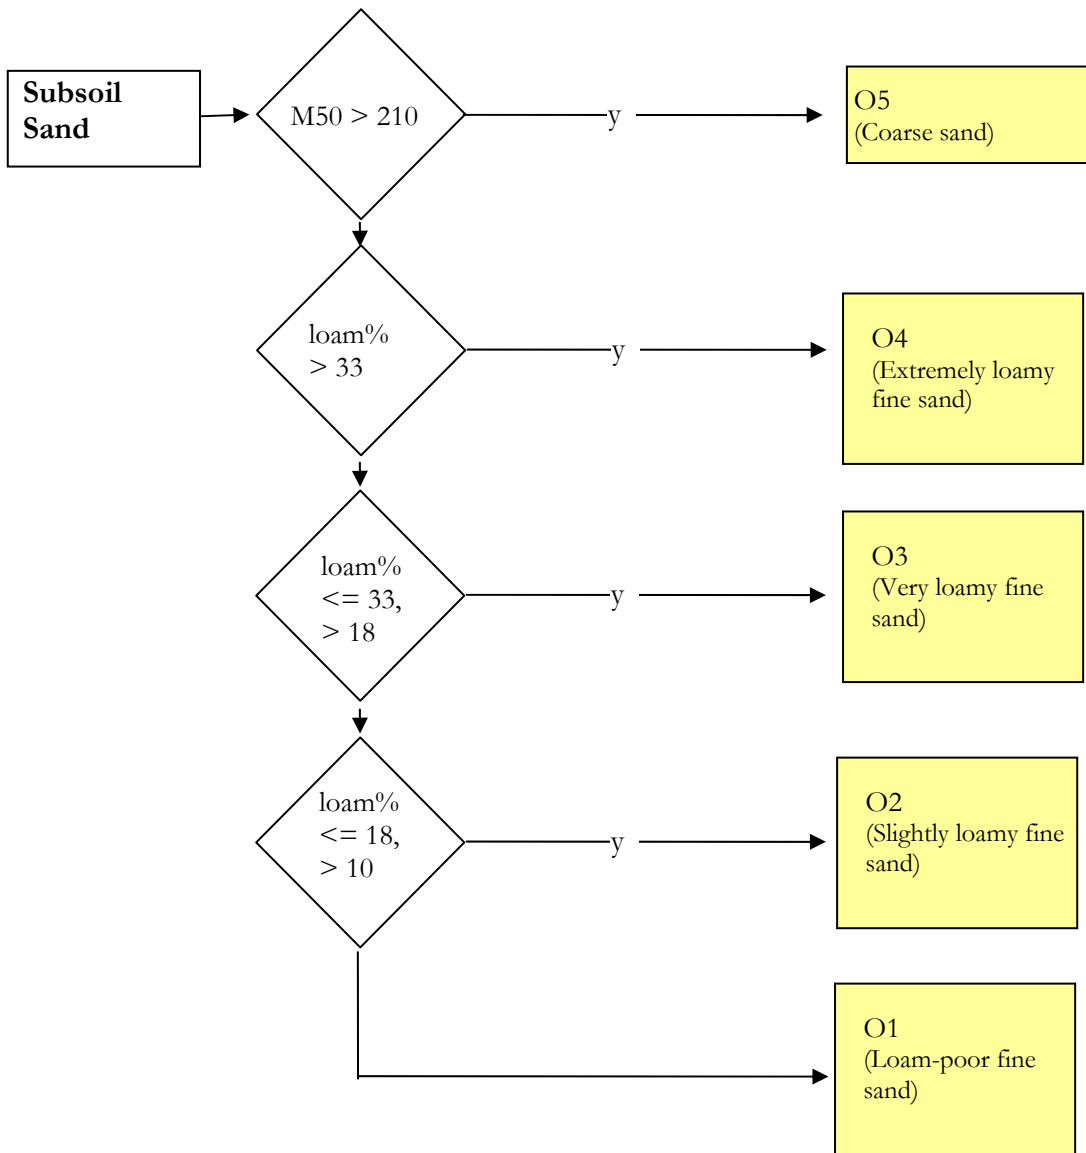 Subsoil
Sand
M50 > 210
y
O5
(Coarse sand)
loam%
> 33
y
O4
(Extremely loamy
fine sand)
loam%
<= 33,
> 18
y
O3
(Very loamy fine
sand)
loam%
<= 18,
> 10
y
O2
(Slightly loamy fine
sand)
O1
(Loam-poor fine
sand)